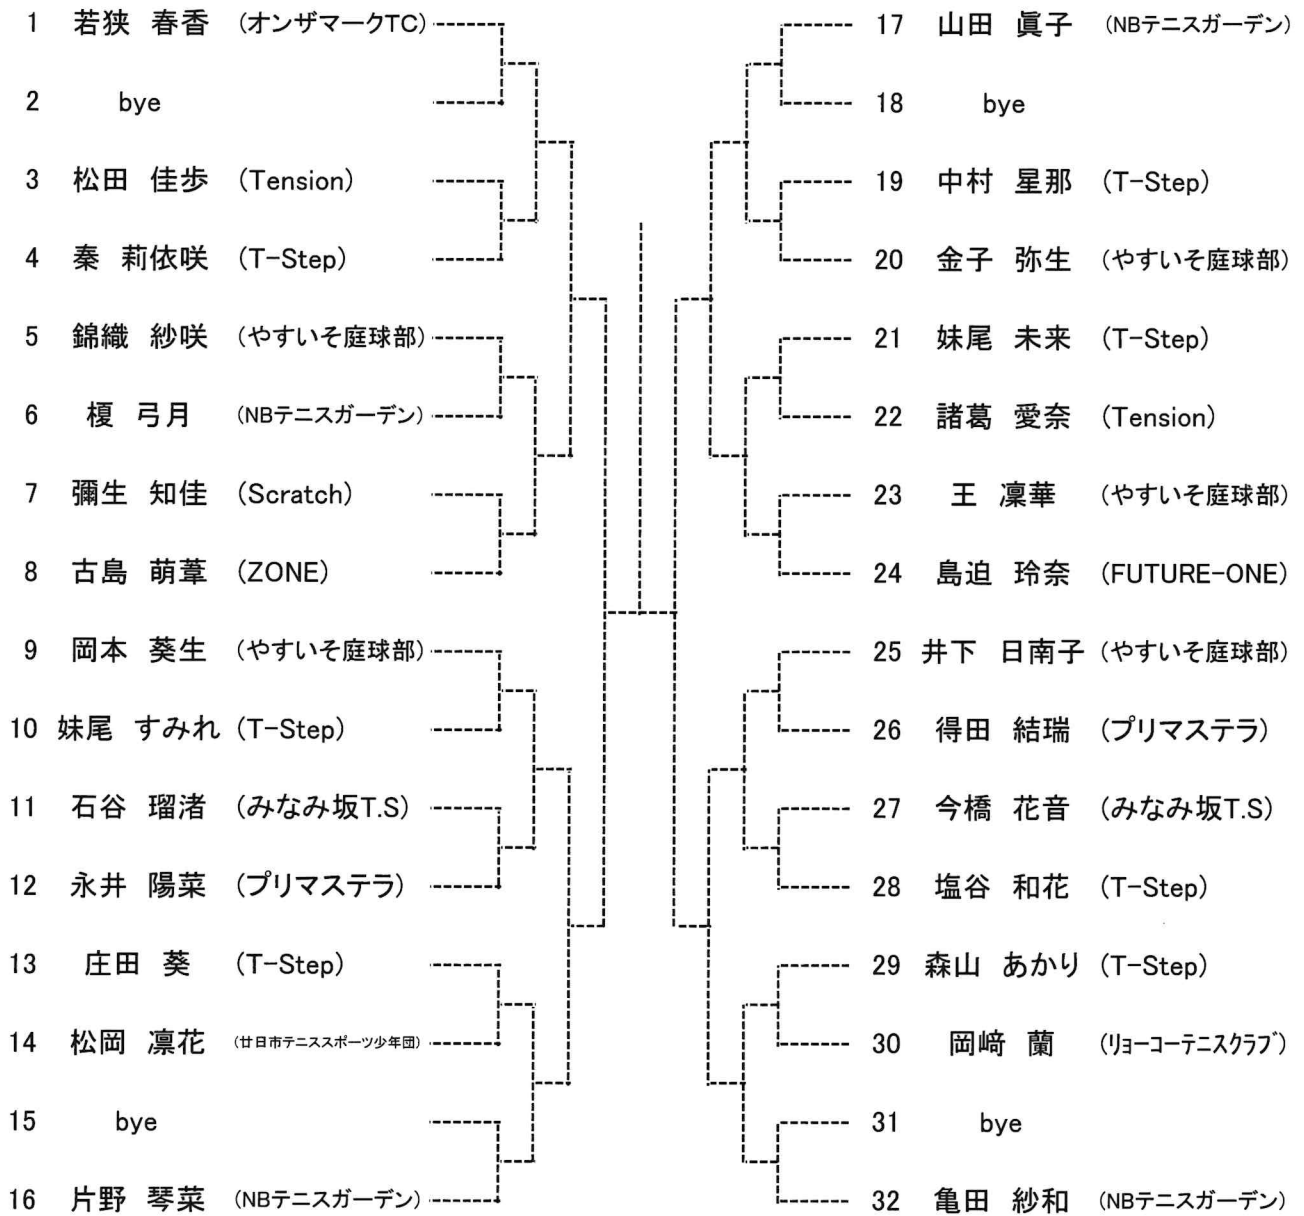 1 若狭 春香 (オンザマークTC)
2 bye
3 松田 佳歩 (Tension)
4 秦 莉依咲 (T-Step)
5 錦織 紗咲 (やすいそ庭球部)
6 榎 弓月 (NBテニスガーデン)
7 彌生 知佳 (Scratch)
8 古島 萌葦 (ZONE)
9 岡本 葵生 (やすいそ庭球部)
10 妹尾 すみれ (T-Step)
11 石谷 瑠渚 (みなみ坂T.S)
12 永井 陽菜 (プリマステラ)
13 庄田 葵 (T-Step)
14 松岡 凛花 (廿日市テニススポーツ少年団)
15 bye
16 片野 琴菜 (NBテニスガーデン)
17 山田 眞子 (NBテニスガーデン)
18 bye
19 中村 星那 (T-Step)
20 金子 弥生 (やすいそ庭球部)
21 妹尾 未来 (T-Step)
22 諸葛 愛奈 (Tension)
23 王 凜華 (やすいそ庭球部)
24 島迫 玲奈 (FUTURE-ONE)
25 井下 日南子 (やすいそ庭球部)
26 得田 結瑞 (プリマステラ)
27 今橋 花音 (みなみ坂T.S)
28 塩谷 和花 (T-Step)
29 森山 あかり (T-Step)
30 岡﨑 蘭 (リョーコーテニスクラブ)
31 bye
32 亀田 紗和 (NBテニスガーデン)